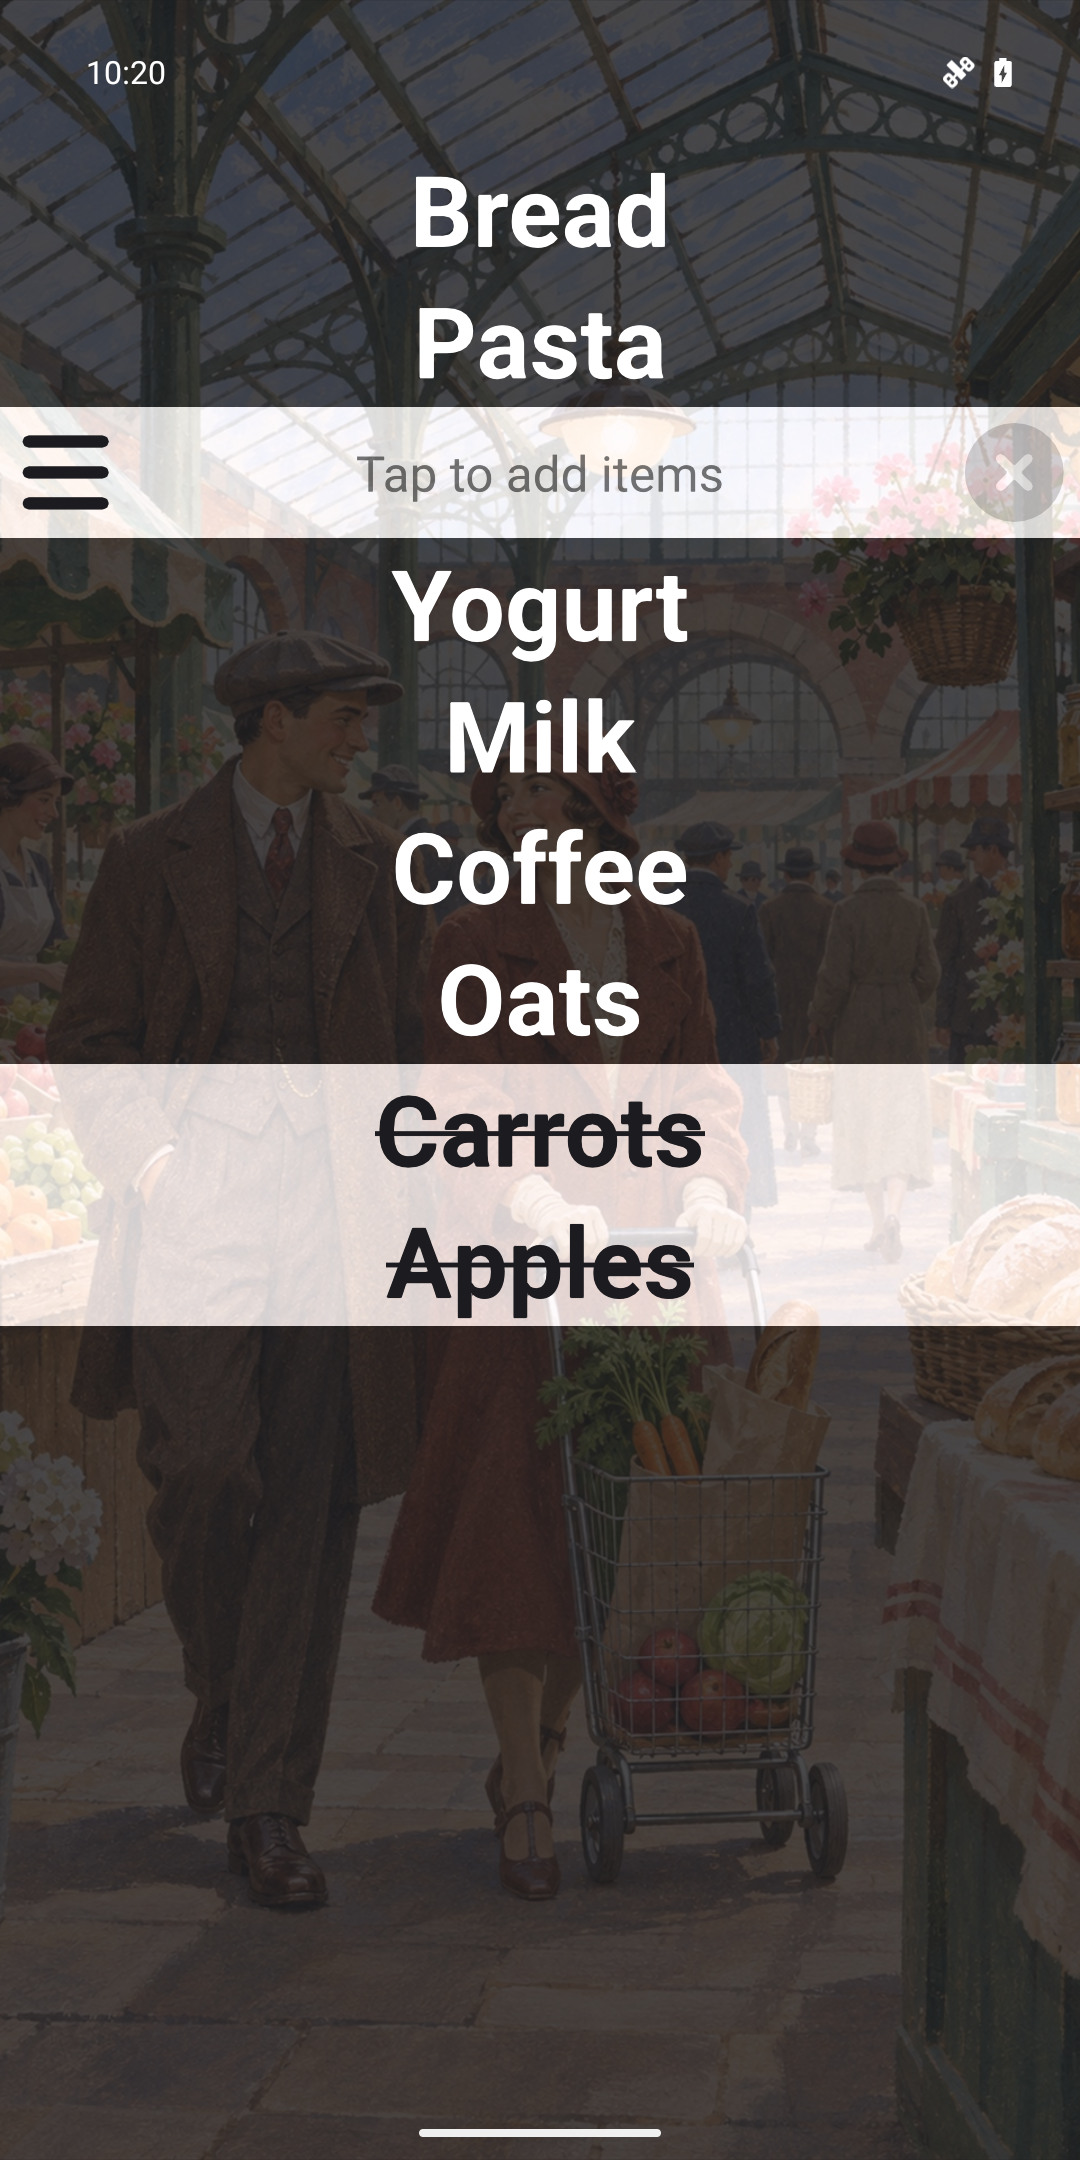 10:20
Bread
Pasta
Tap to add items
Yogurt
Milk
Coffee
Oats
Carrots
Apples